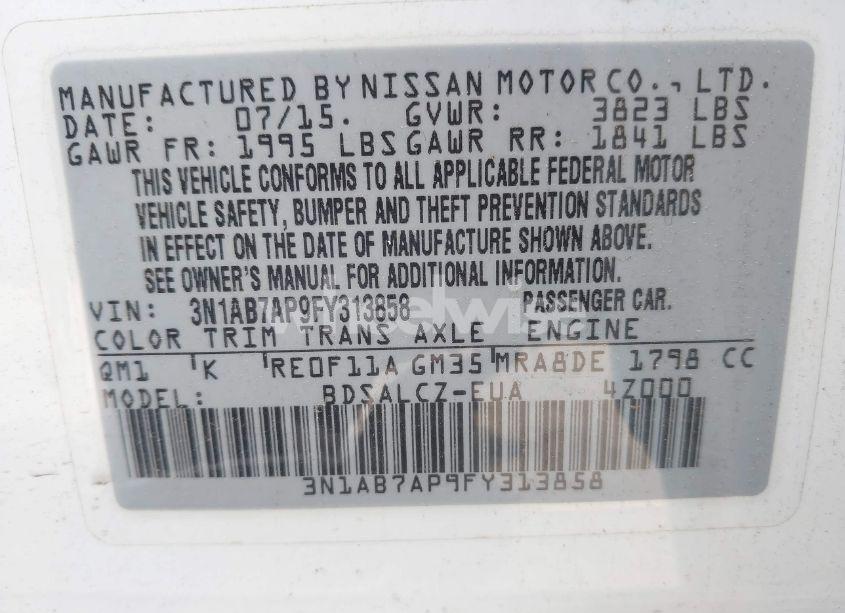 MANUFACTURED BY NISSAN MOTOR CO., LTD.
DATE: 07/15. GVWR: 3823 LBS
GAWR FR: 1995 LBS GAWR RR: 1841 LBS
THIS VEHICLE CONFORMS TO ALL APPLICABLE FEDERAL MOTOR
VEHICLE SAFETY, BUMPER AND THEFT PREVENTION STANDARDS
IN EFFECT ON THE DATE OF MANUFACTURE SHOWN ABOVE.
SEE OWNER'S MANUAL FOR ADDITIONAL INFORMATION.
VIN: 3N1AB7AP9FY313858 PASSENGER CAR.
COLOR TRIM TRANS AXLE ENGINE
QM1 'K 'RE0F11A GM35'MRA8DE 1798 CC
MODEL: BDSALCZ-EUA 4Z000
3N1AB7AP9FY313858